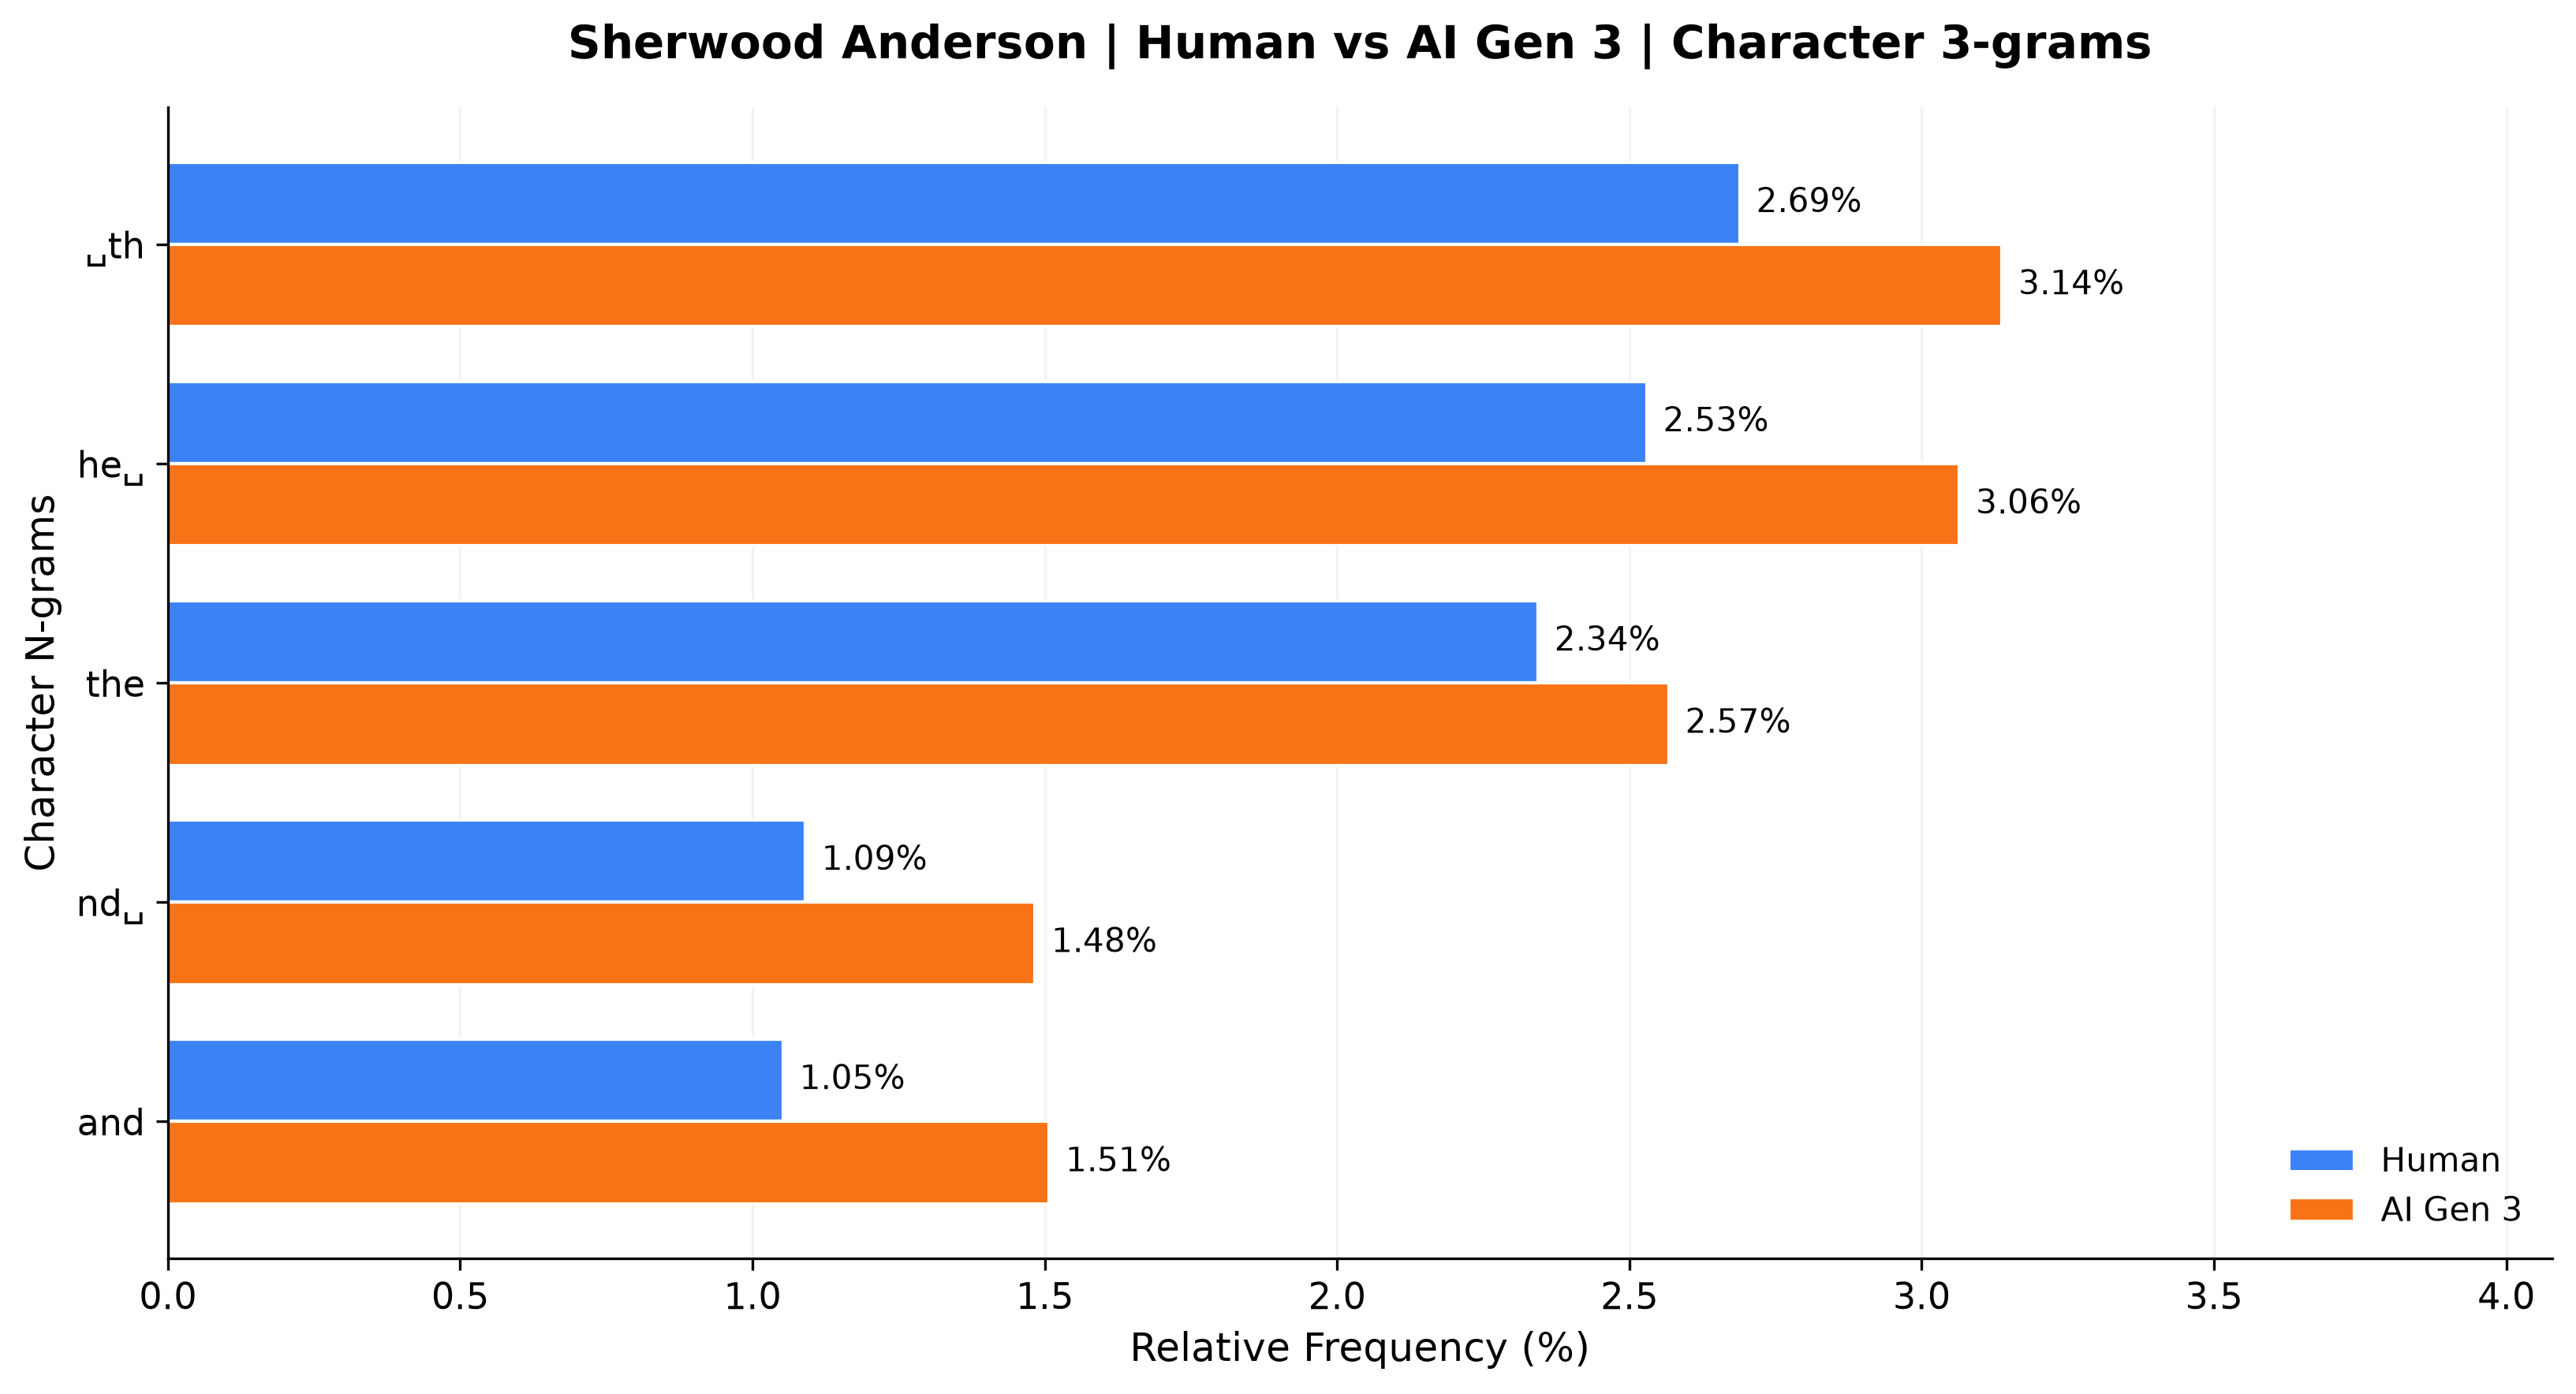 Sherwood Anderson | Human vs AI Gen 3 | Character 3-grams
Character N-grams
␣th
2.69%
3.14%
he␣
2.53%
3.06%
the
2.34%
2.57%
nd␣
1.09%
1.48%
and
1.05%
1.51%
Human
AI Gen 3
0.0 0.5 1.0 1.5 2.0 2.5 3.0 3.5 4.0
Relative Frequency (%)